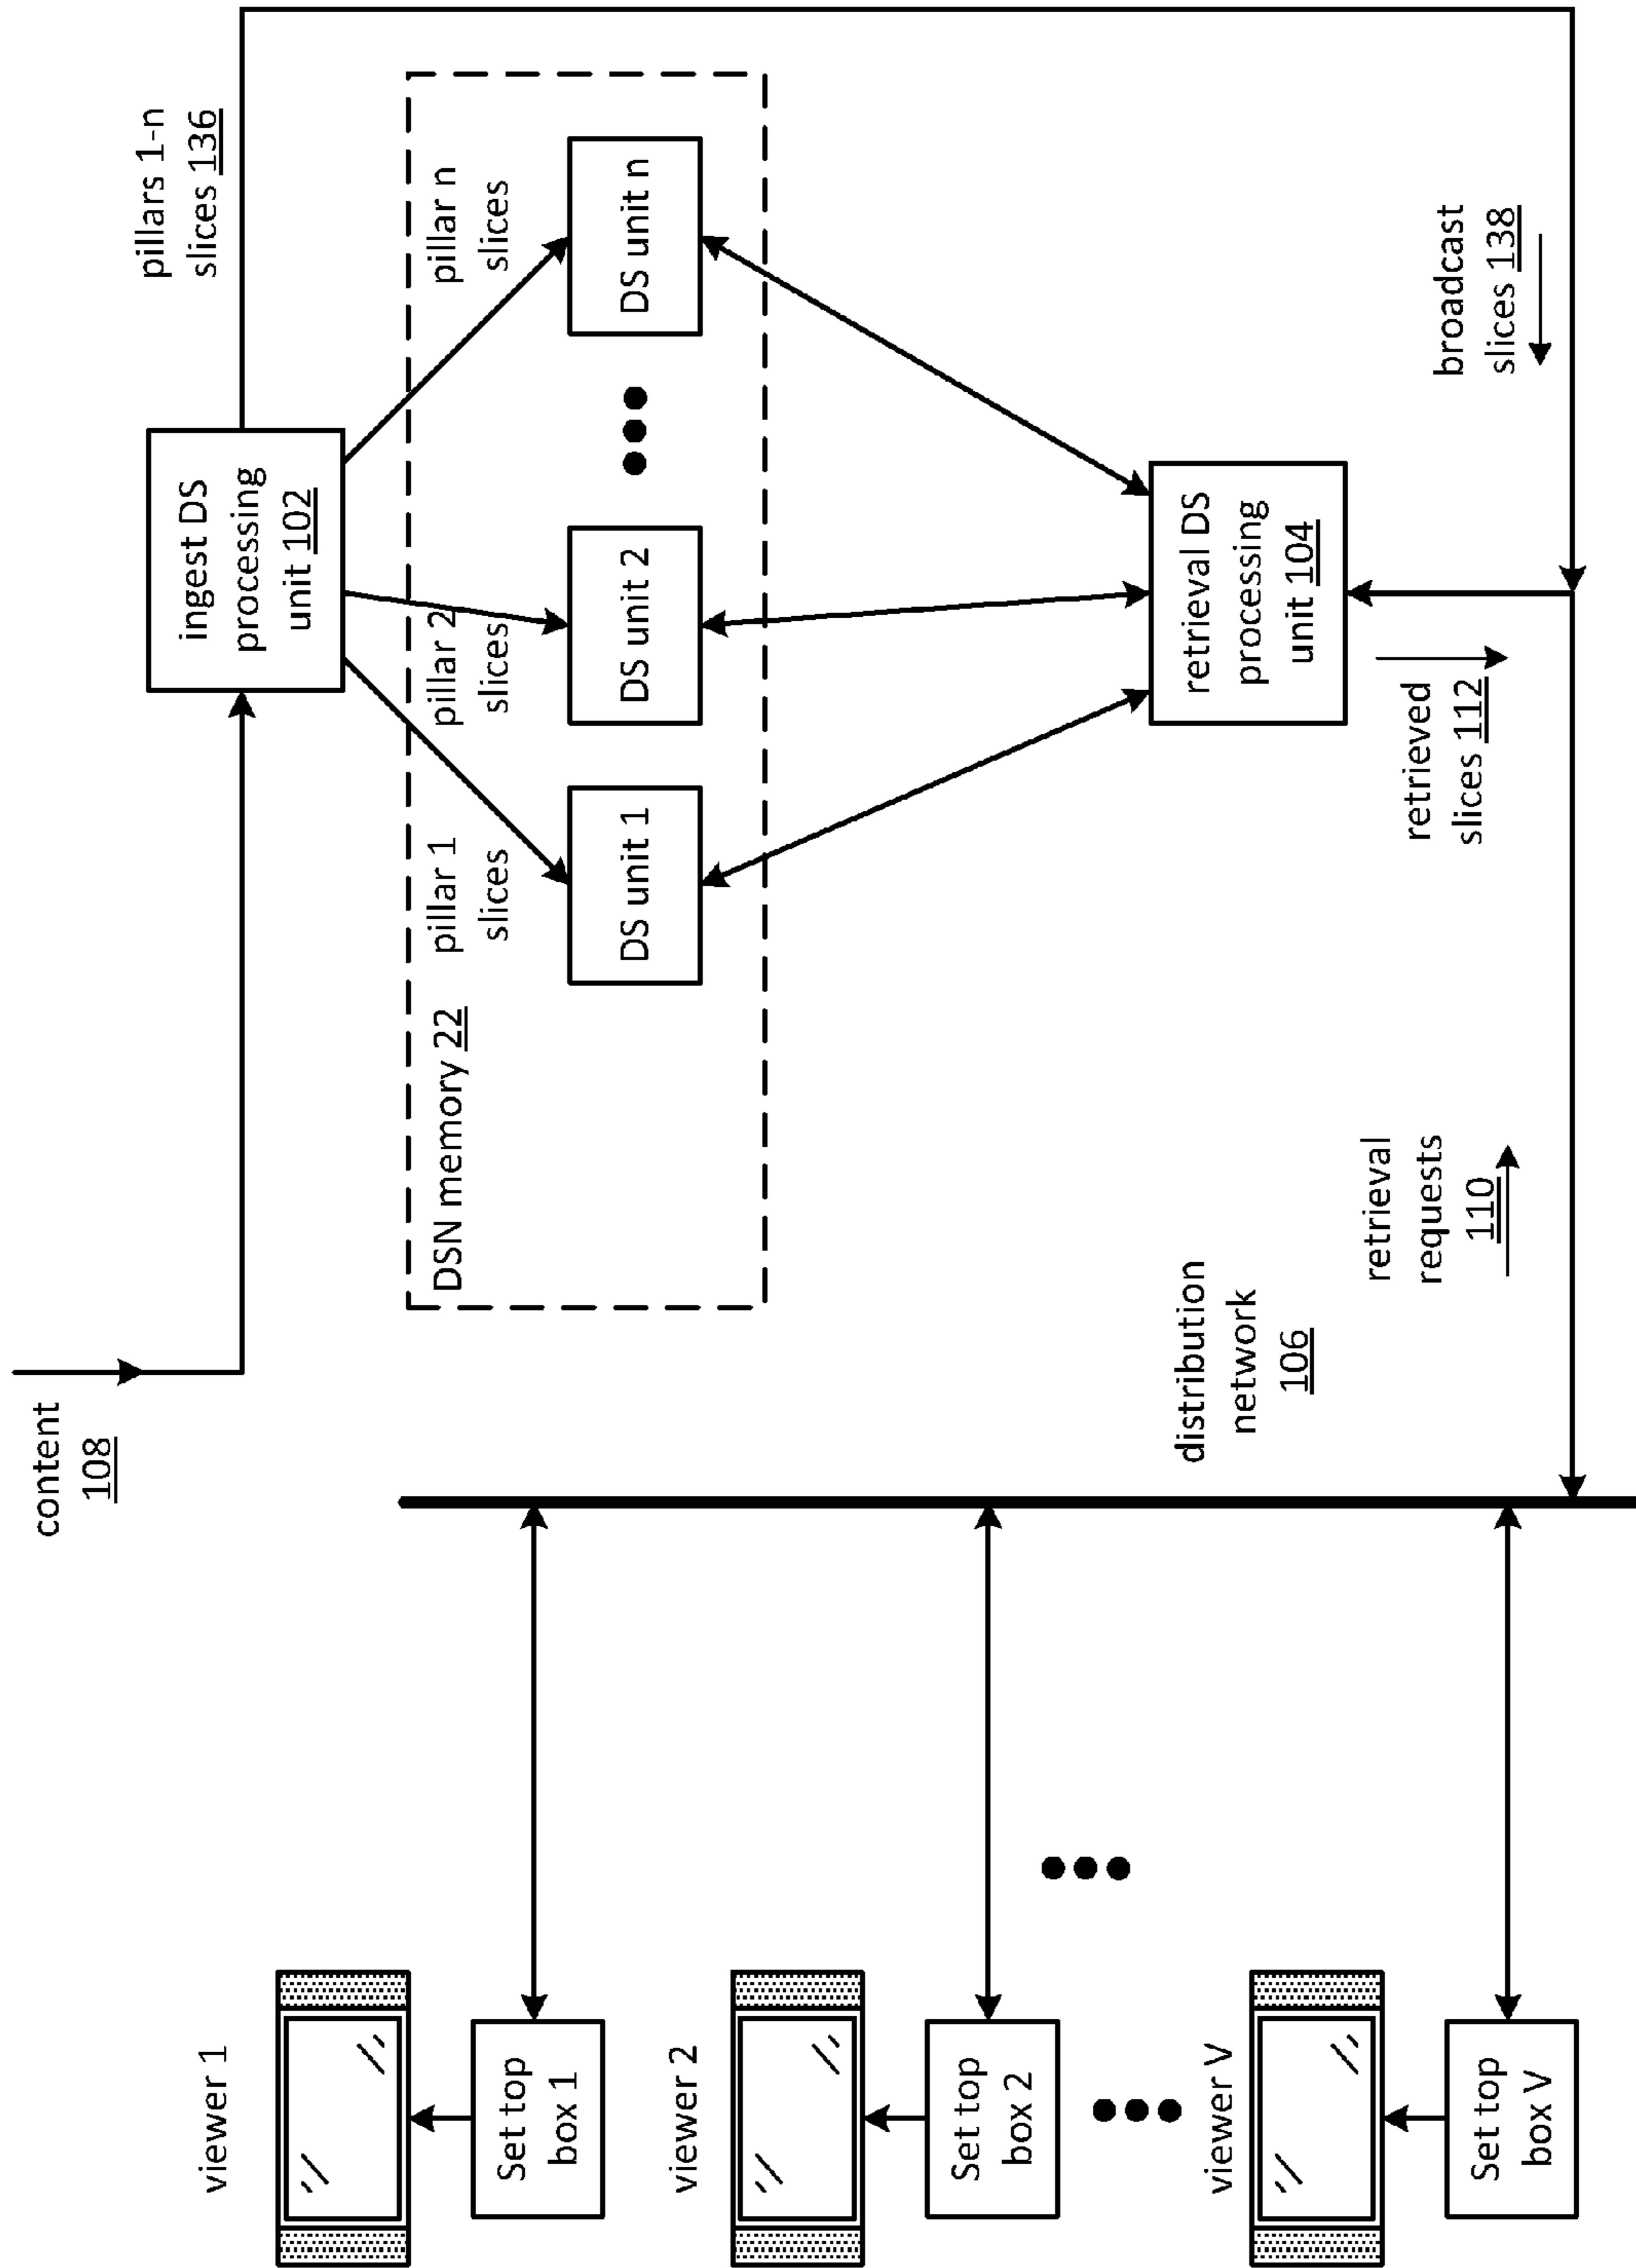 content
108
pillars 1-n
slices 136
ingest DS
processing
unit 102
viewer 1
Set top
box 1
DSN memory 22
pillar 1
slices
pillar 2
slices
pillar n
slices
DS unit 1
DS unit 2
DS unit n
viewer 2
Set top
box 2
distribution
network
106
retrieval DS
processing
unit 104
viewer V
Set top
box V
retrieval
requests
110
retrieved
slices 112
broadcast
slices 138